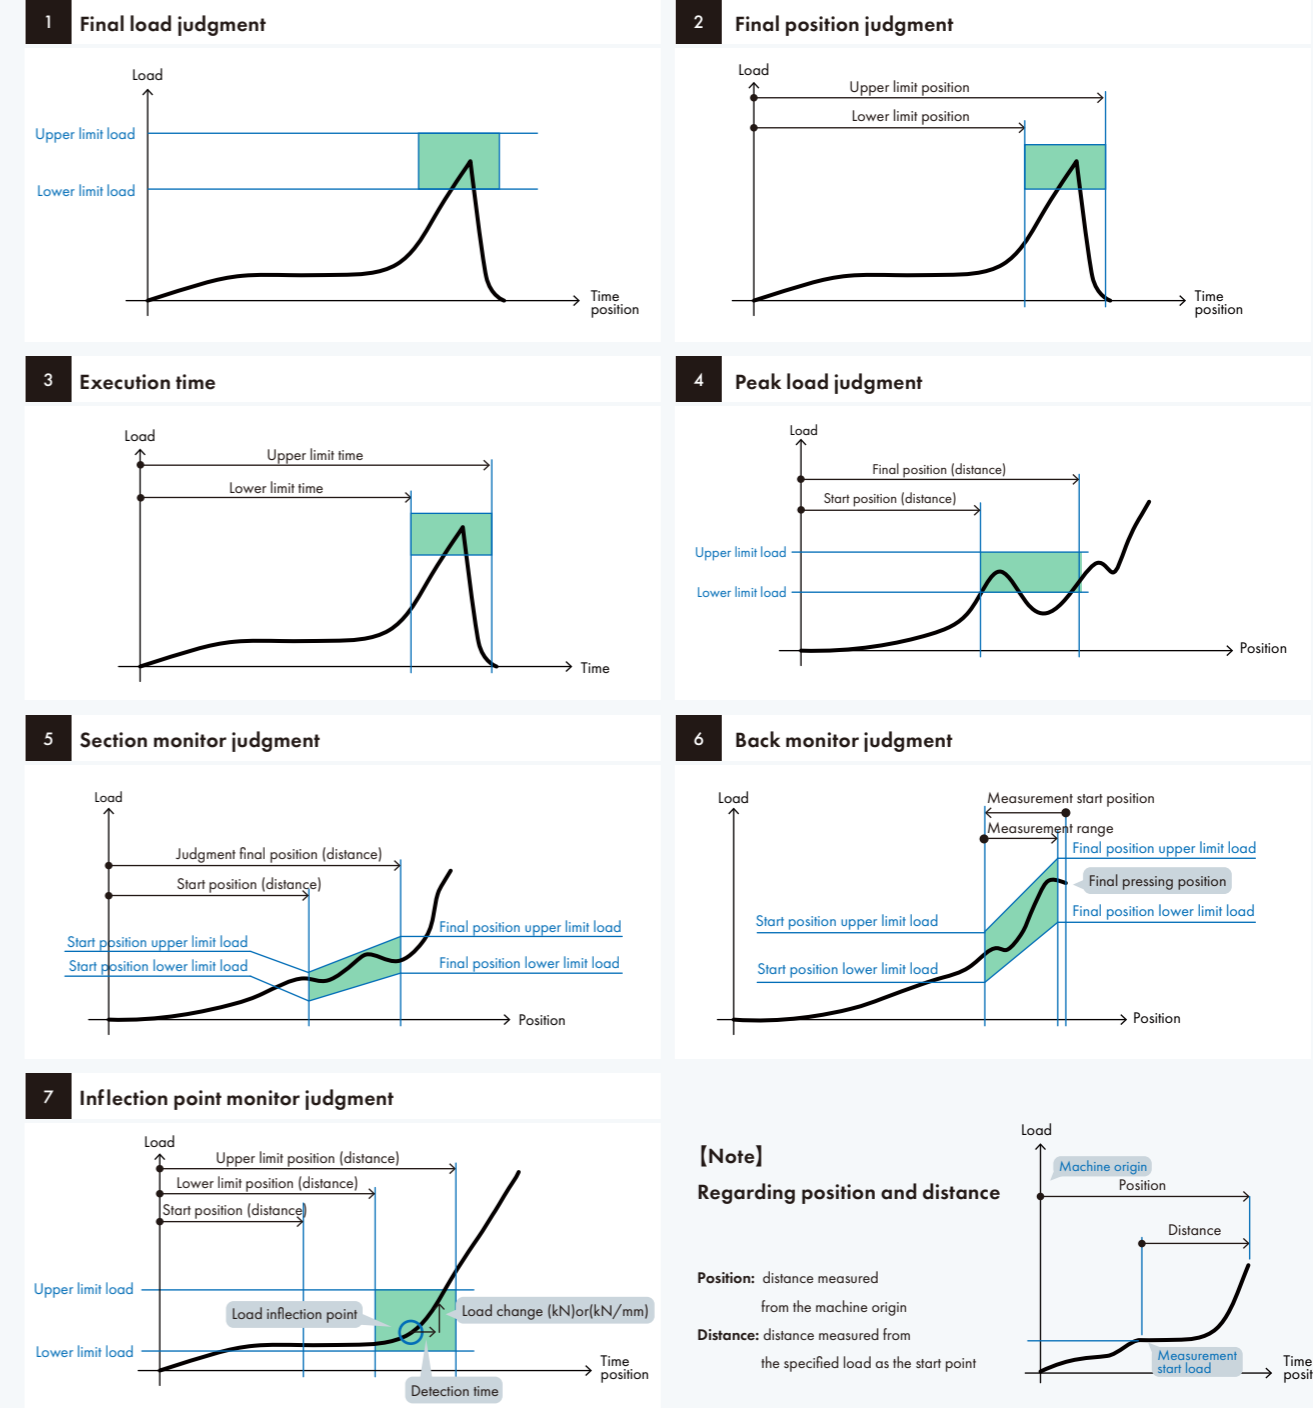 1 Final load judgment
Load
Upper limit load
Lower limit load
Time
position
2 Final position judgment
Load
Upper limit position
Lower limit position
Time
position
3 Execution time
Load
Upper limit time
Lower limit time
Time
4 Peak load judgment
Load
Final position (distance)
Start position (distance)
Upper limit load
Lower limit load
Position
5 Section monitor judgment
Load
Judgment final position (distance)
Start position (distance)
Start position upper limit load
Final position upper limit load
Start position lower limit load
Final position lower limit load
Position
6 Back monitor judgment
Load
Measurement start position
Measurement range
Final position upper limit load
Final pressing position
Start position upper limit load
Final position lower limit load
Start position lower limit load
Position
7 Inflection point monitor judgment
Load
Upper limit position (distance)
Lower limit position (distance)
Start position (distance)
Upper limit load
Load inflection point
Load change (kN)or(kN/mm)
Lower limit load
Detection time
Time
position
【Note】
Regarding position and distance
Position: distance measured
from the machine origin
Distance: distance measured from
the specified load as the start point
Load
Machine origin
Position
Distance
Measurement
start load
Time
posit